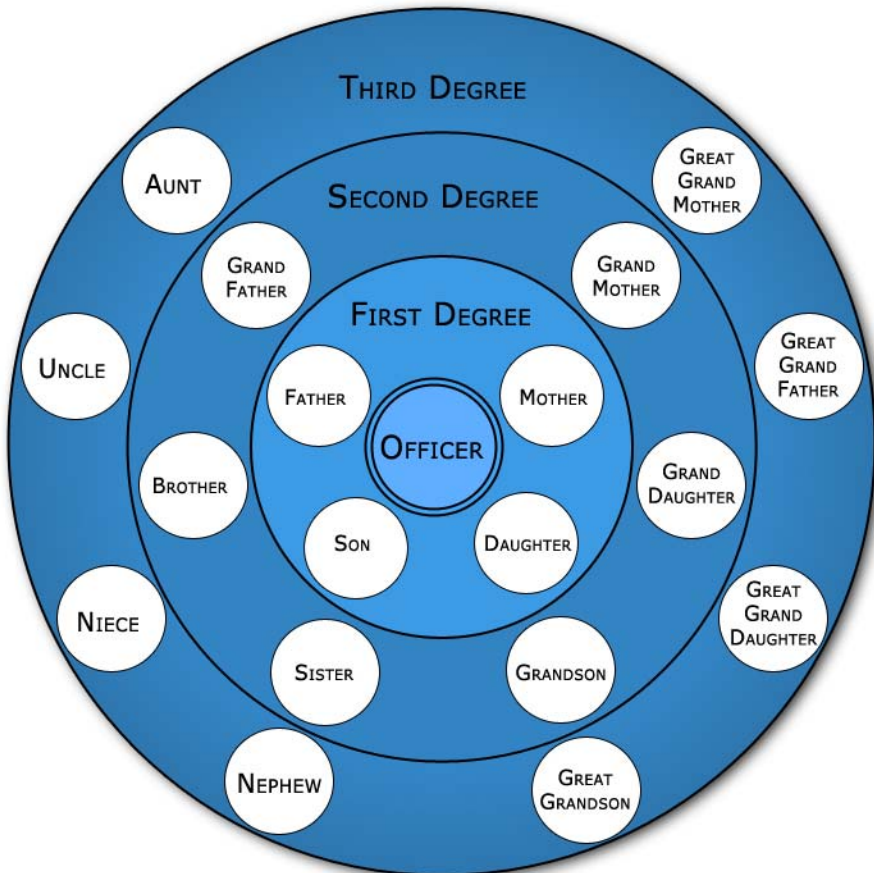 Third Degree
Aunt
Great
Grand
Mother
Second Degree
Grand
Father
Grand
Mother
First Degree
Uncle
Great
Grand
Father
Father
Mother
Officer
Brother
Grand
Daughter
Son
Daughter
Niece
Great
Grand
Daughter
Sister
Grandson
Nephew
Great
Grandson